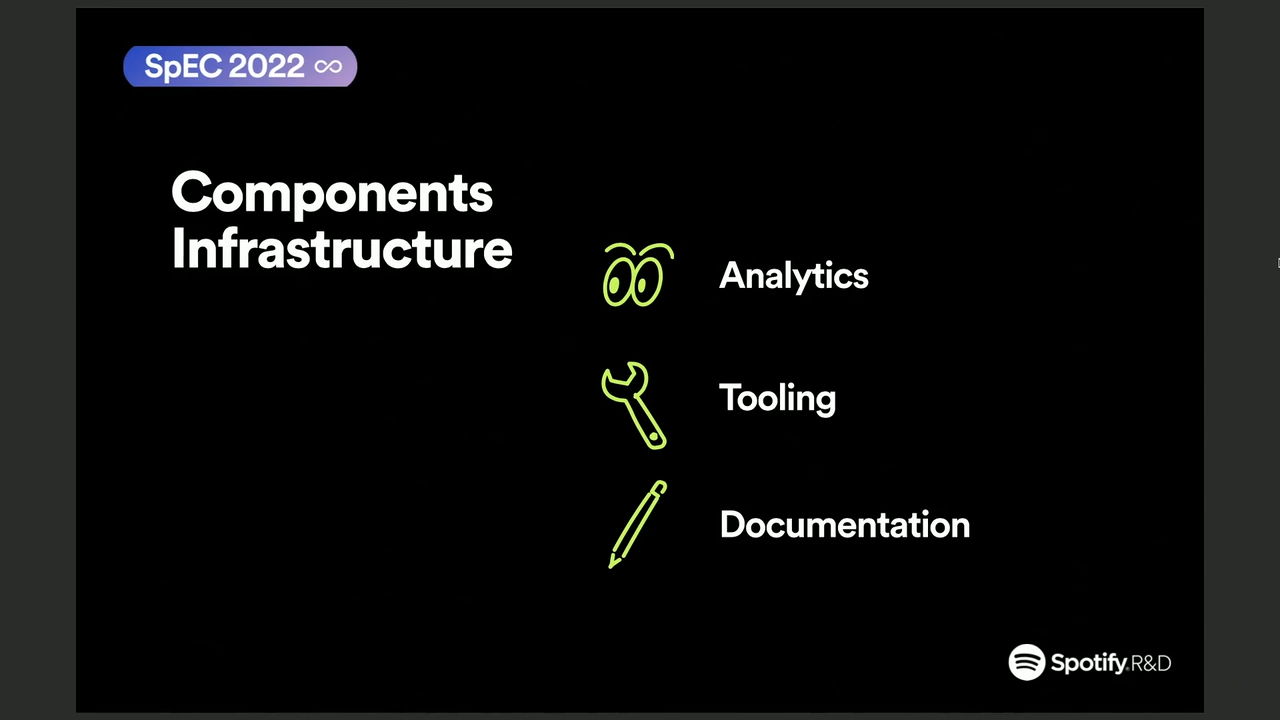 SpEC 2022 ∞
Components
Infrastructure
Analytics
Tooling
Documentation
Spotify R&D